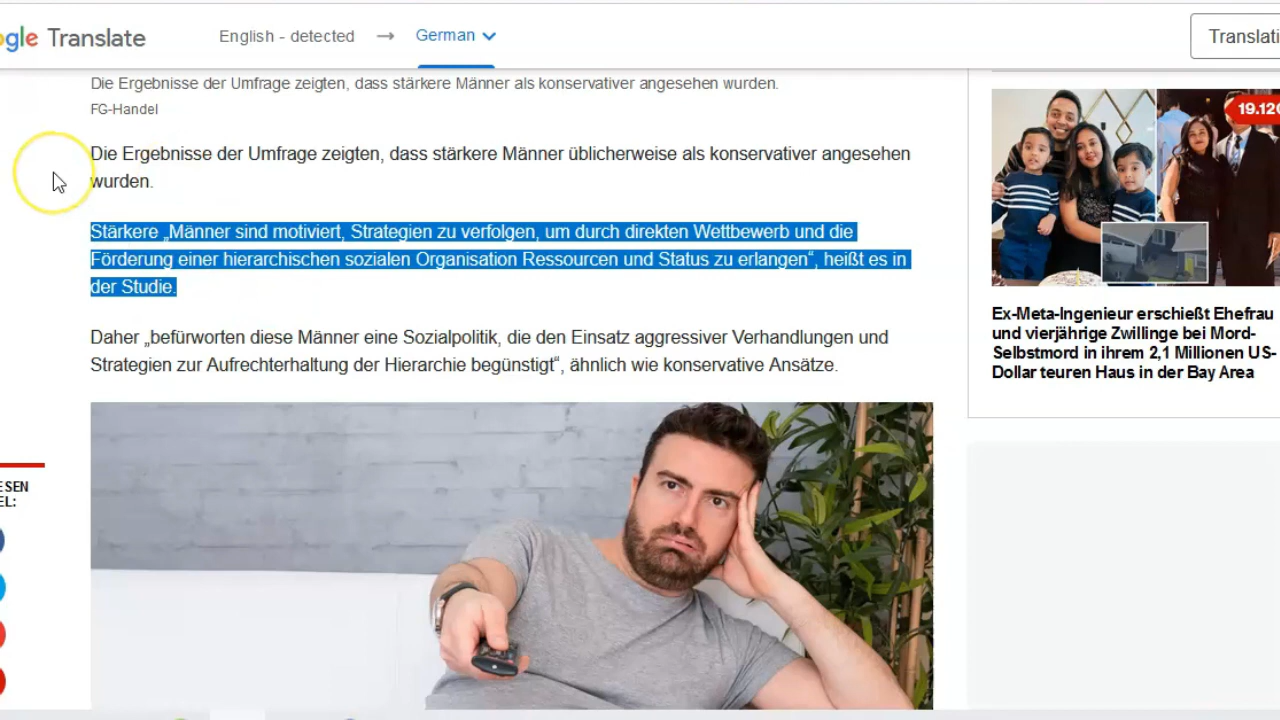 gle Translate
English - detected → German
Translati
Die Ergebnisse der Umfrage zeigten, dass stärkere Männer als konservativer angesehen wurden.
FG-Handel
Die Ergebnisse der Umfrage zeigten, dass stärkere Männer üblicherweise als konservativer angesehen
wurden.
Stärkere „Männer sind motiviert, Strategien zu verfolgen, um durch direkten Wettbewerb und die
Förderung einer hierarchischen sozialen Organisation Ressourcen und Status zu erlangen“, heißt es in
der Studie.
Daher „befürworten diese Männer eine Sozialpolitik, die den Einsatz aggressiver Verhandlungen und
Strategien zur Aufrechterhaltung der Hierarchie begünstigt“, ähnlich wie konservative Ansätze.
ESEN
EL:
19.120
Ex-Meta-Ingenieur erschießt Ehefrau
und vierjährige Zwillinge bei Mord-
Selbstmord in ihrem 2,1 Millionen US-
Dollar teuren Haus in der Bay Area